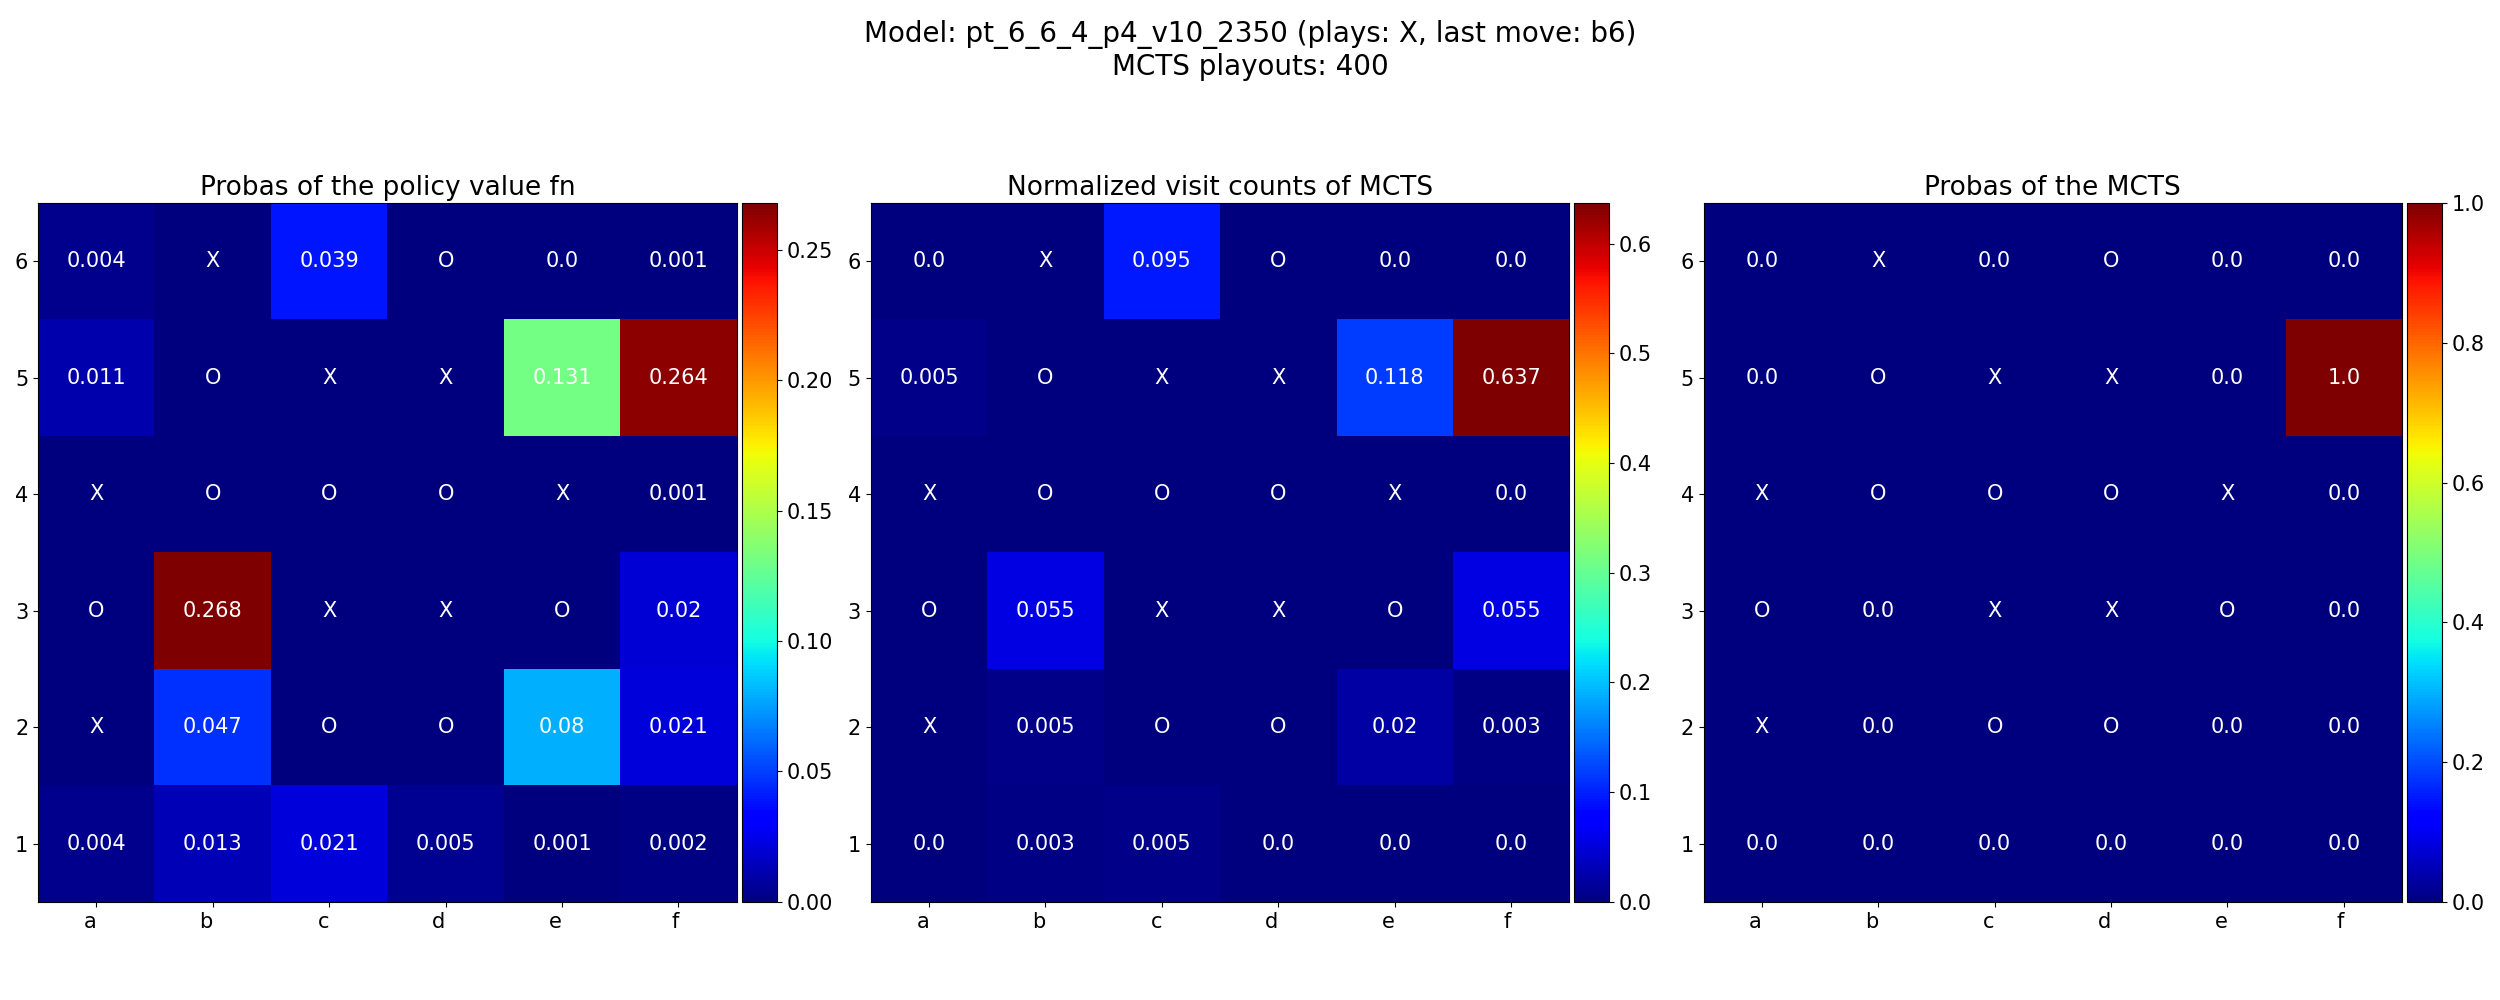 Model: pt_6_6_4_p4_v10_2350 (plays: X, last move: b6)
MCTS playouts: 400
Probas of the policy value fn
6 0.004 X 0.039 O 0.0 0.001
5 0.011 O X X 0.131 0.264
4 X O O O X 0.001
3 O 0.268 X X O 0.02
2 X 0.047 O O 0.08 0.021
1 0.004 0.013 0.021 0.005 0.001 0.002
a b c d e f
0.25
0.20
0.15
0.10
0.05
0.00
Normalized visit counts of MCTS
6 0.0 X 0.095 O 0.0 0.0
5 0.005 O X X 0.118 0.637
4 X O O O X 0.0
3 O 0.055 X X O 0.055
2 X 0.005 O O 0.02 0.003
1 0.0 0.003 0.005 0.0 0.0 0.0
a b c d e f
0.6
0.5
0.4
0.3
0.2
0.1
0.0
Probas of the MCTS
6 0.0 X 0.0 O 0.0 0.0
5 0.0 O X X 0.0 1.0
4 X O O O X 0.0
3 O 0.0 X X O 0.0
2 X 0.0 O O 0.0 0.0
1 0.0 0.0 0.0 0.0 0.0 0.0
a b c d e f
1.0
0.8
0.6
0.4
0.2
0.0